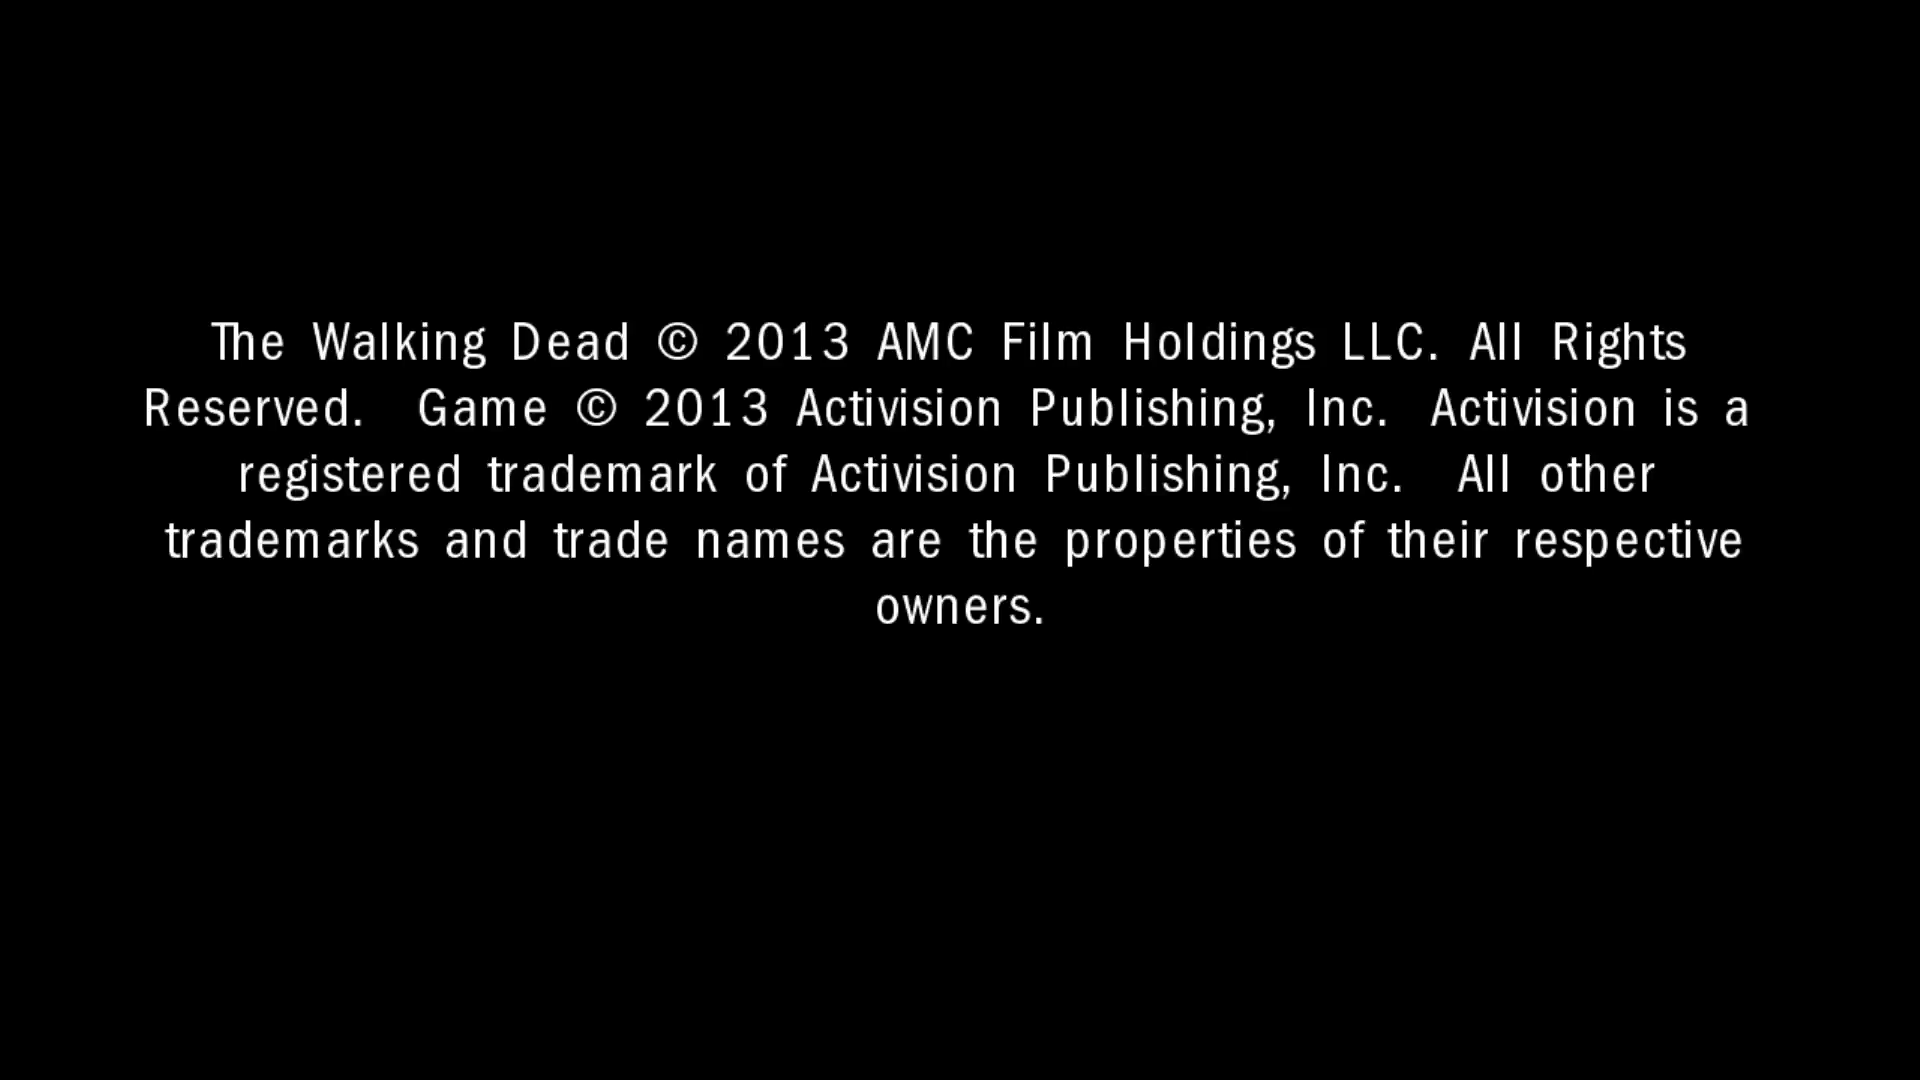 The Walking Dead © 2013 AMC Film Holdings LLC. All Rights
Reserved.  Game © 2013 Activision Publishing, Inc.  Activision is a
registered trademark of Activision Publishing, Inc.  All other
trademarks and trade names are the properties of their respective
owners.